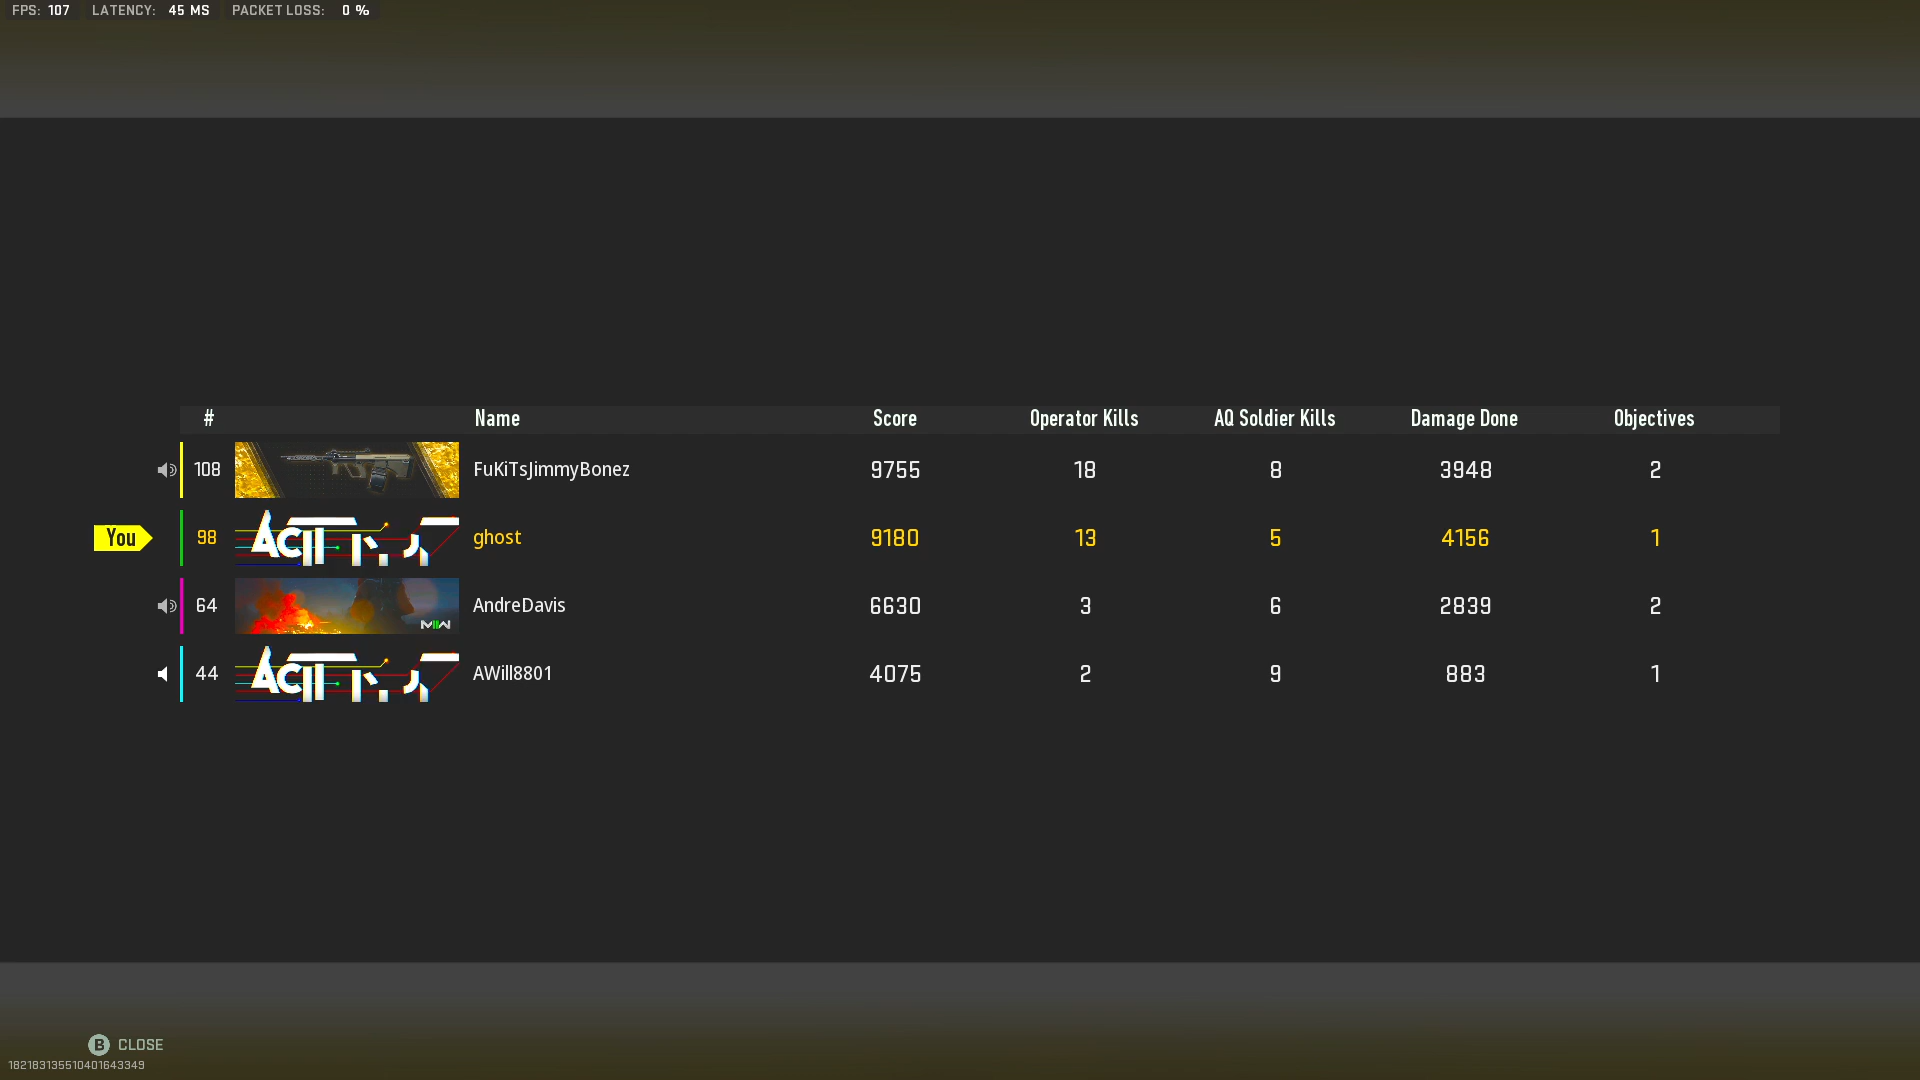 FPS: 107 LATENCY: 45 MS PACKET LOSS: 0 %
# Name Score Operator Kills AQ Soldier Kills Damage Done Objectives
108 FuKiTsJimmyBonez 9755 18 8 3948 2
You 98 ghost 9180 13 5 4156 1
64 MIIW AndreDavis 6630 3 6 2839 2
44 AWill8801 4075 2 9 883 1
B CLOSE
18218313551040164334​9